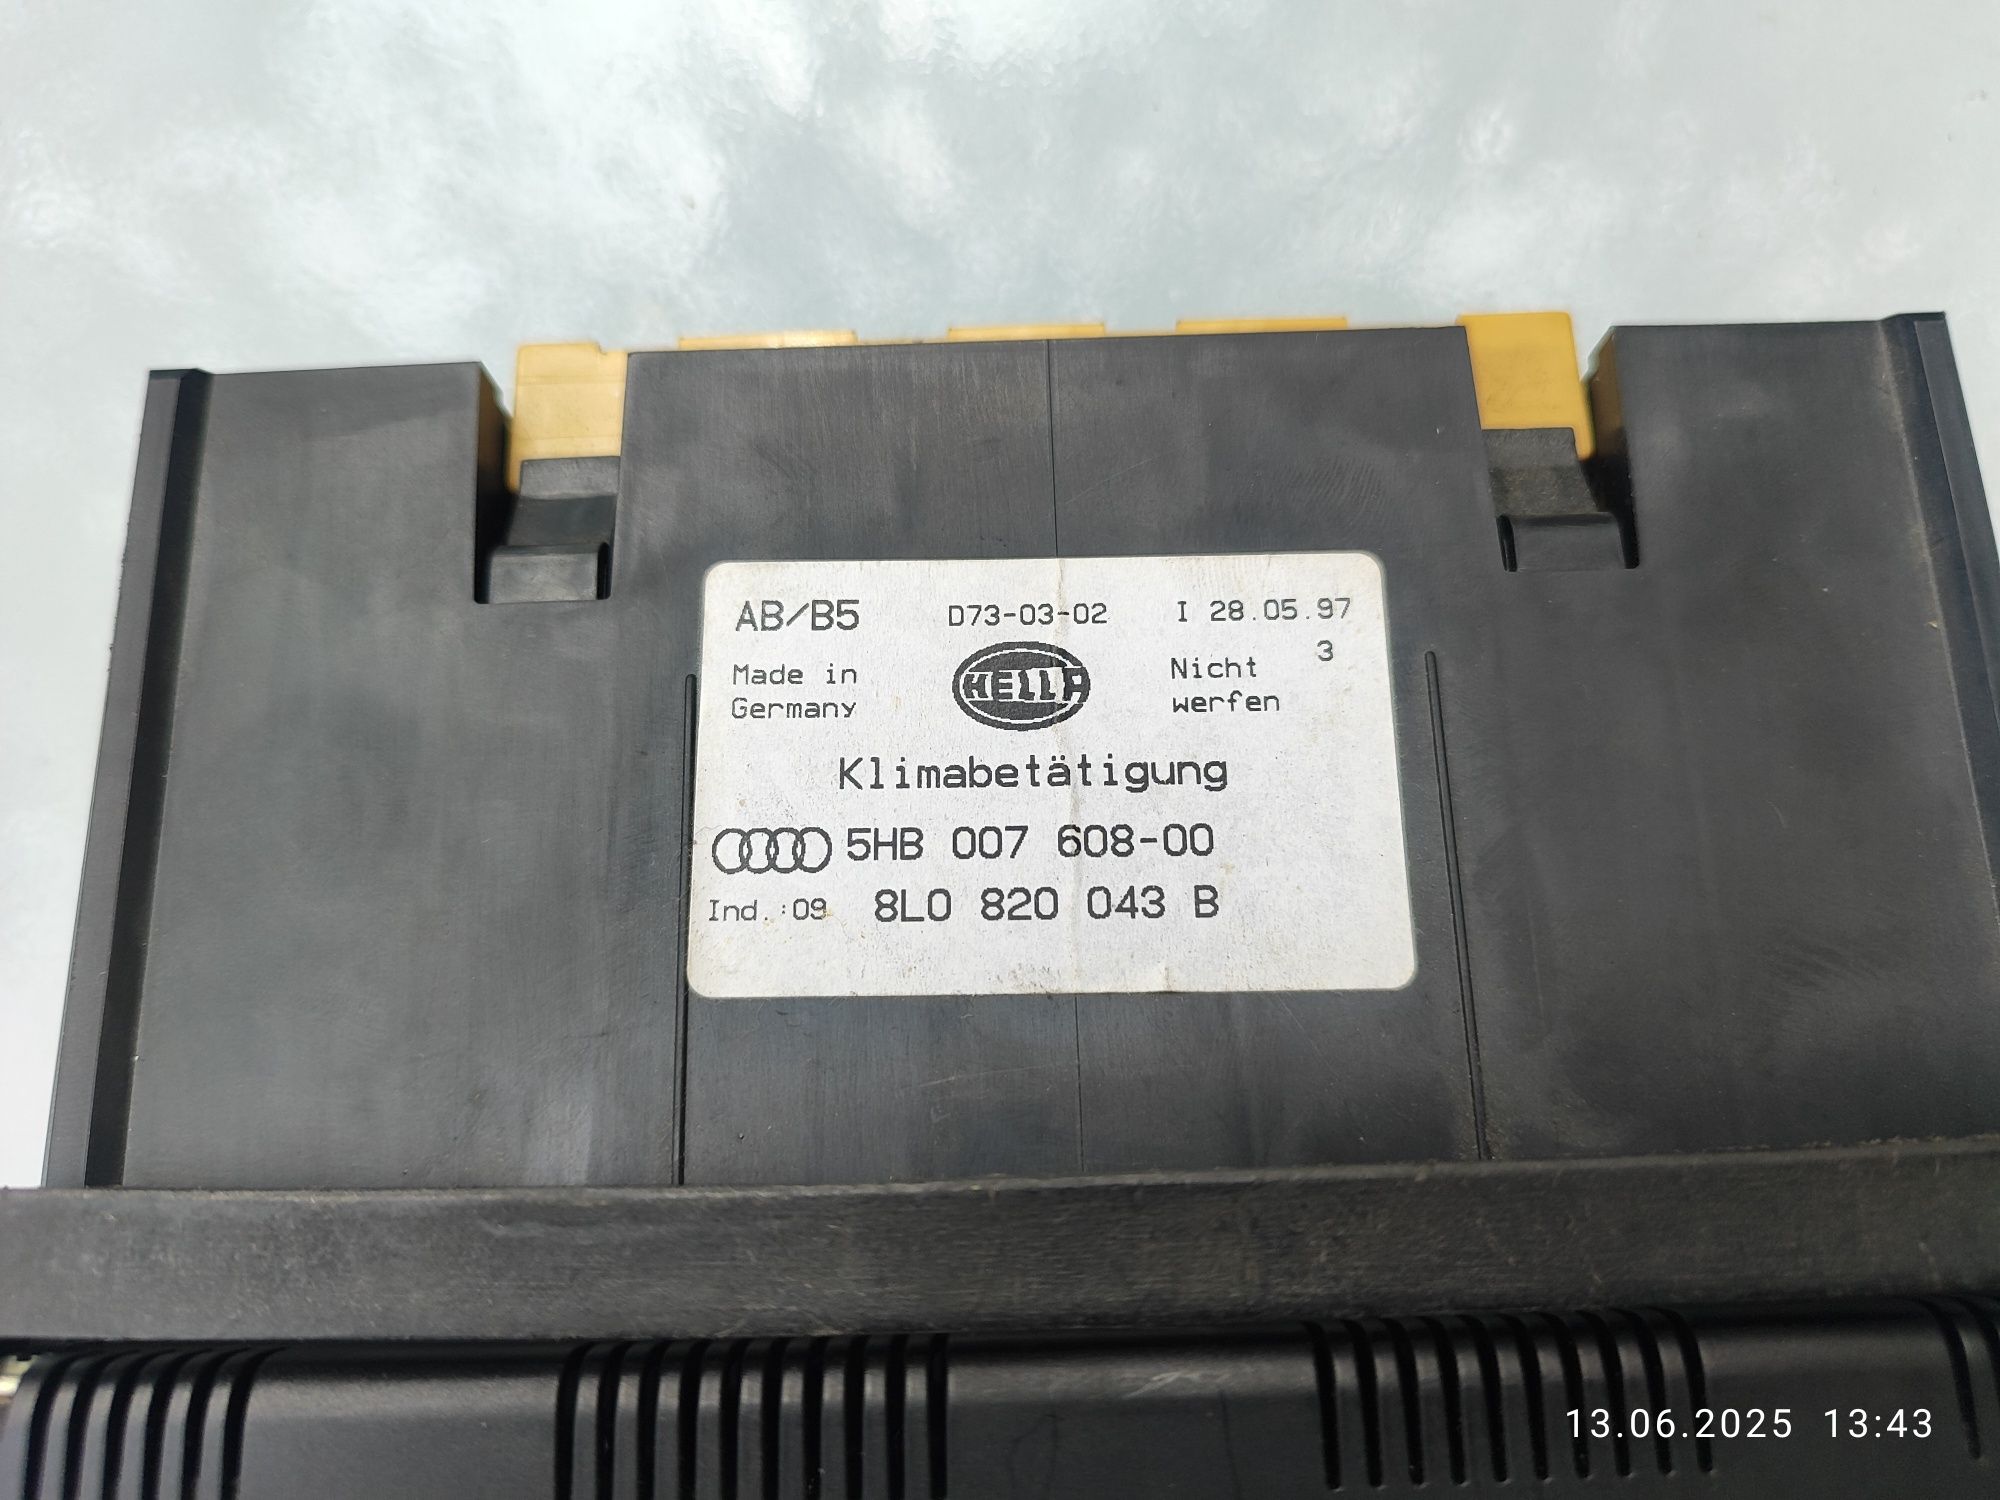 AB/B5 D73-03-02 I 28.05.97
3
Made in Germany
HELLA
Nicht werfen
Klimabetätigung
5HB 007 608-00
Ind.:09 8L0 820 043 B
13.06.2025 13:43